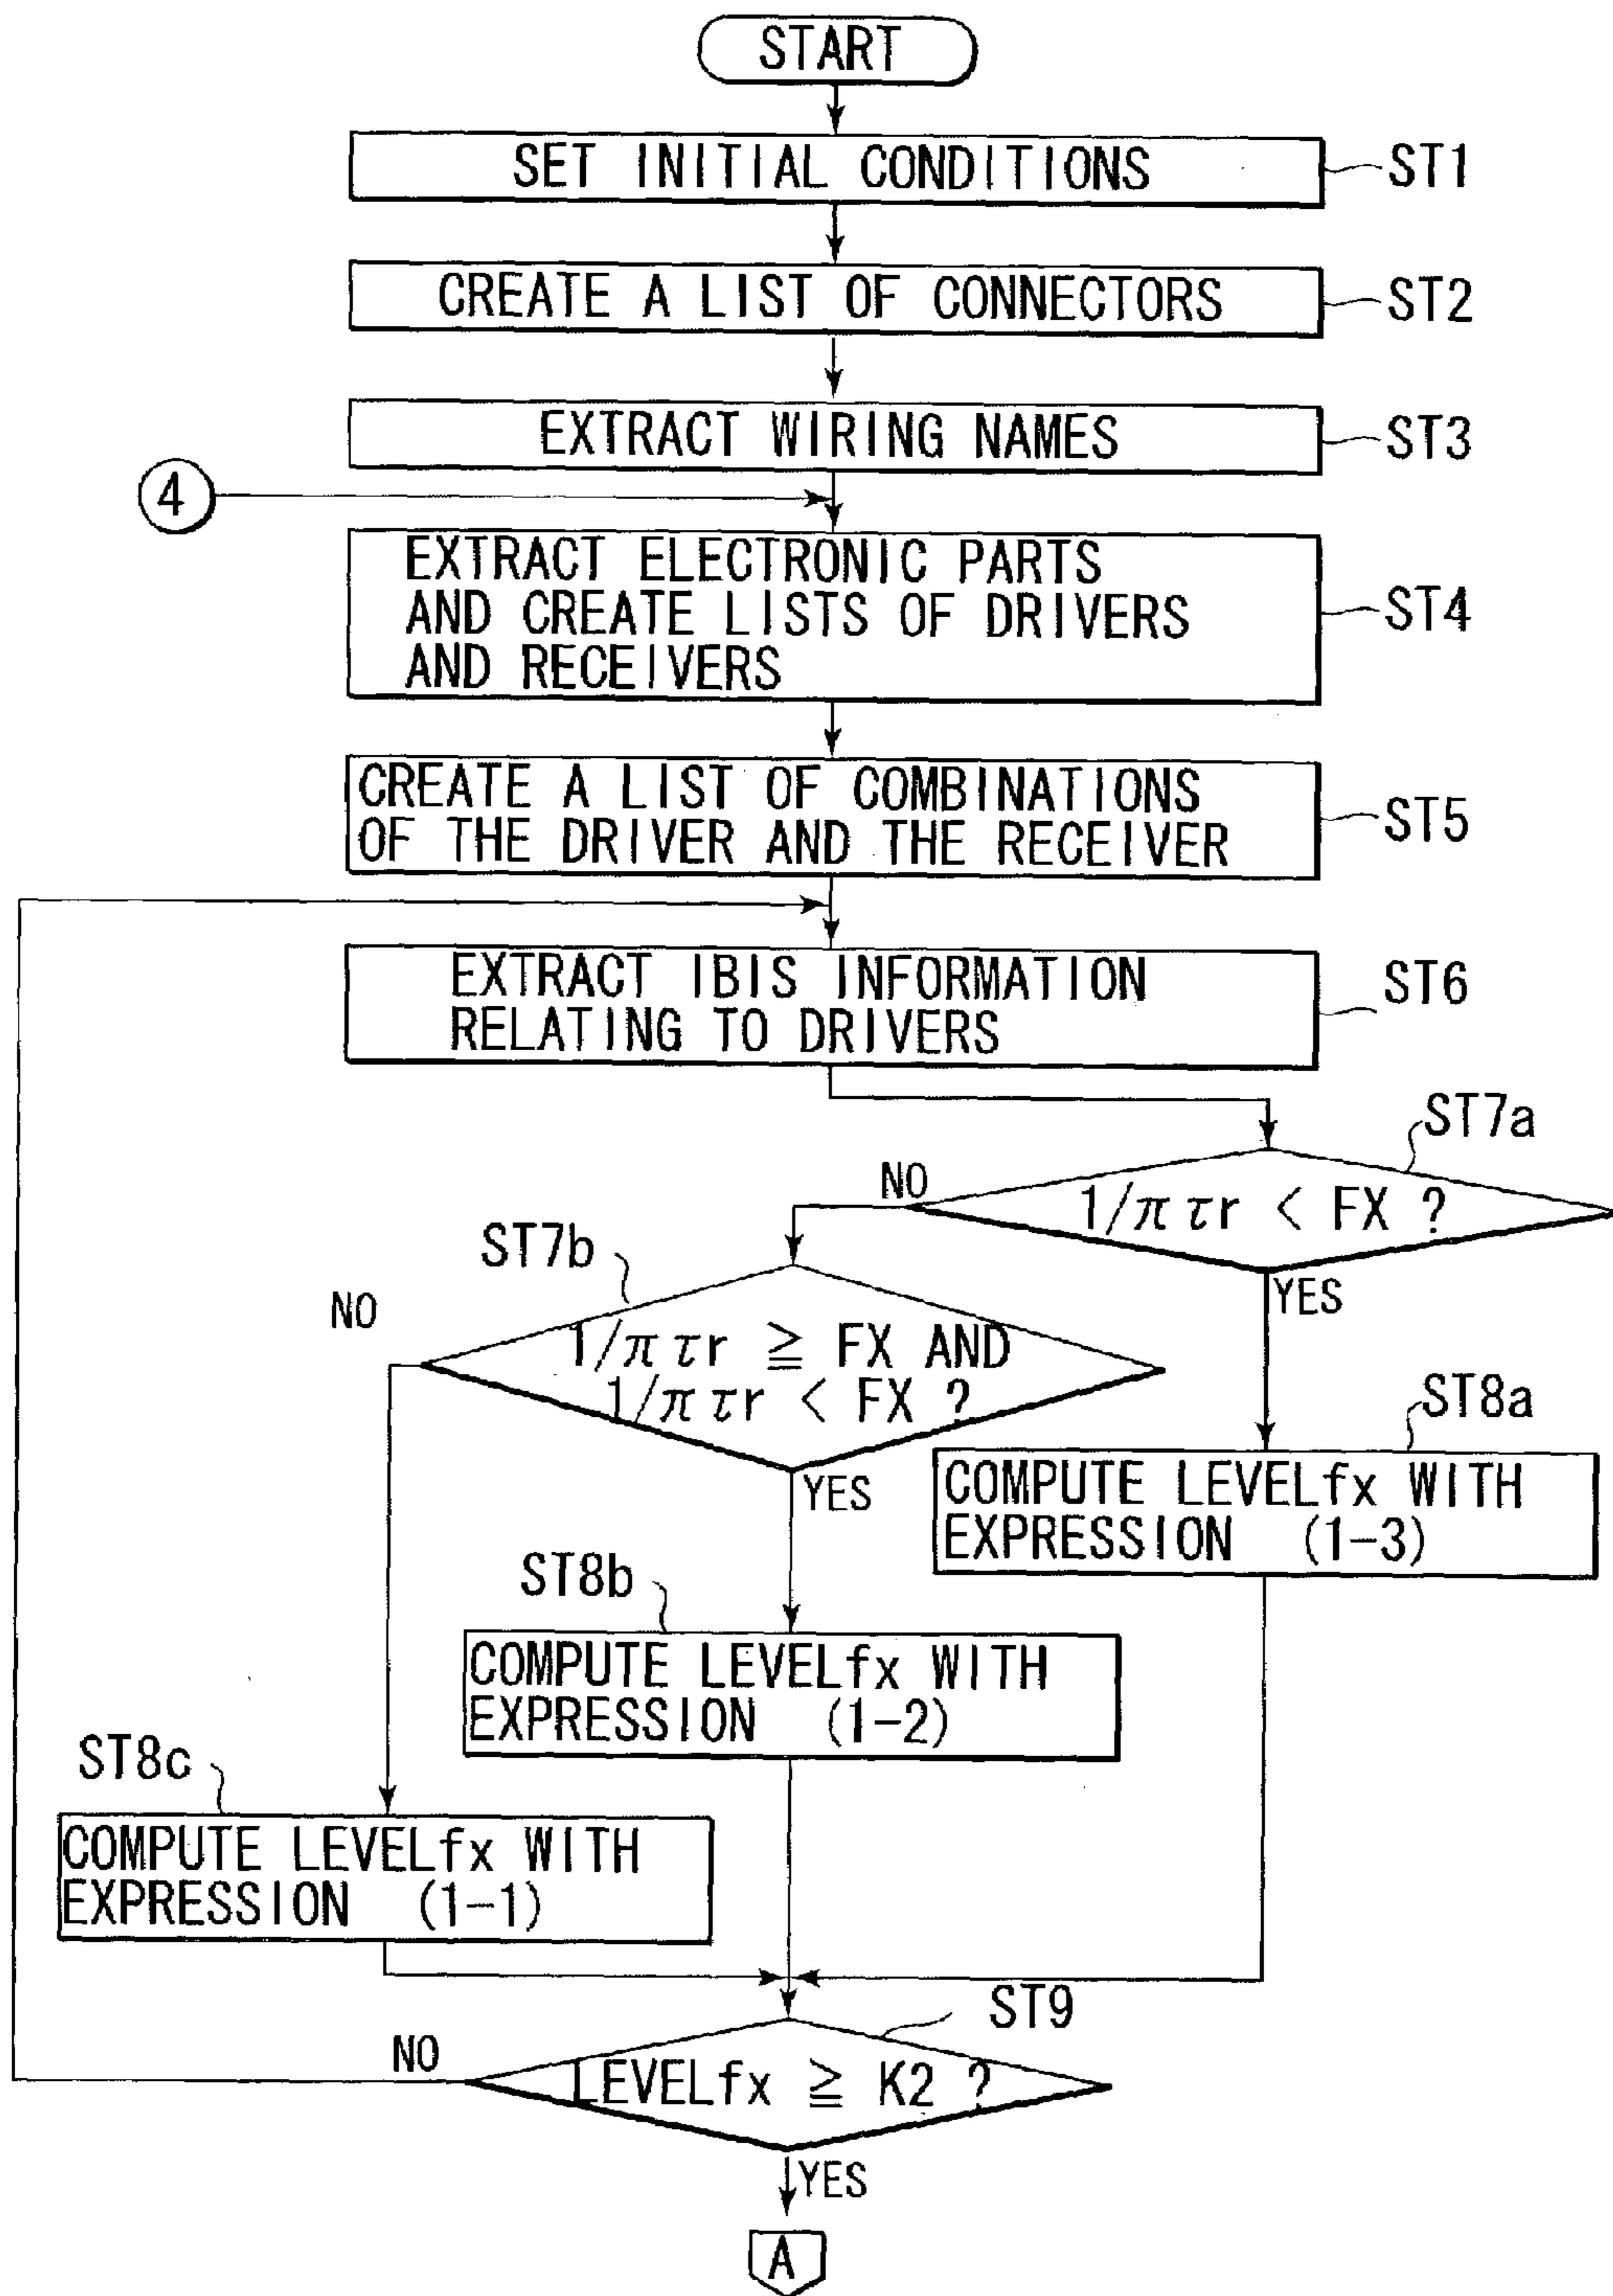 START
SET INITIAL CONDITIONS
ST1
CREATE A LIST OF CONNECTORS
ST2
EXTRACT WIRING NAMES
ST3
4
EXTRACT ELECTRONIC PARTS
AND CREATE LISTS OF DRIVERS
AND RECEIVERS
ST4
CREATE A LIST OF COMBINATIONS
OF THE DRIVER AND THE RECEIVER
ST5
EXTRACT IBIS INFORMATION
RELATING TO DRIVERS
ST6
ST7a
NO
1/π τr < FX ?
YES
ST7b
NO
1/π τr ≧ FX AND
1/π τr < FX ?
YES
ST8a
COMPUTE LEVELfx WITH
EXPRESSION (1-3)
ST8b
COMPUTE LEVELfx WITH
EXPRESSION (1-2)
ST8c
COMPUTE LEVELfx WITH
EXPRESSION (1-1)
ST9
NO
LEVELfx ≧ K2 ?
YES
A